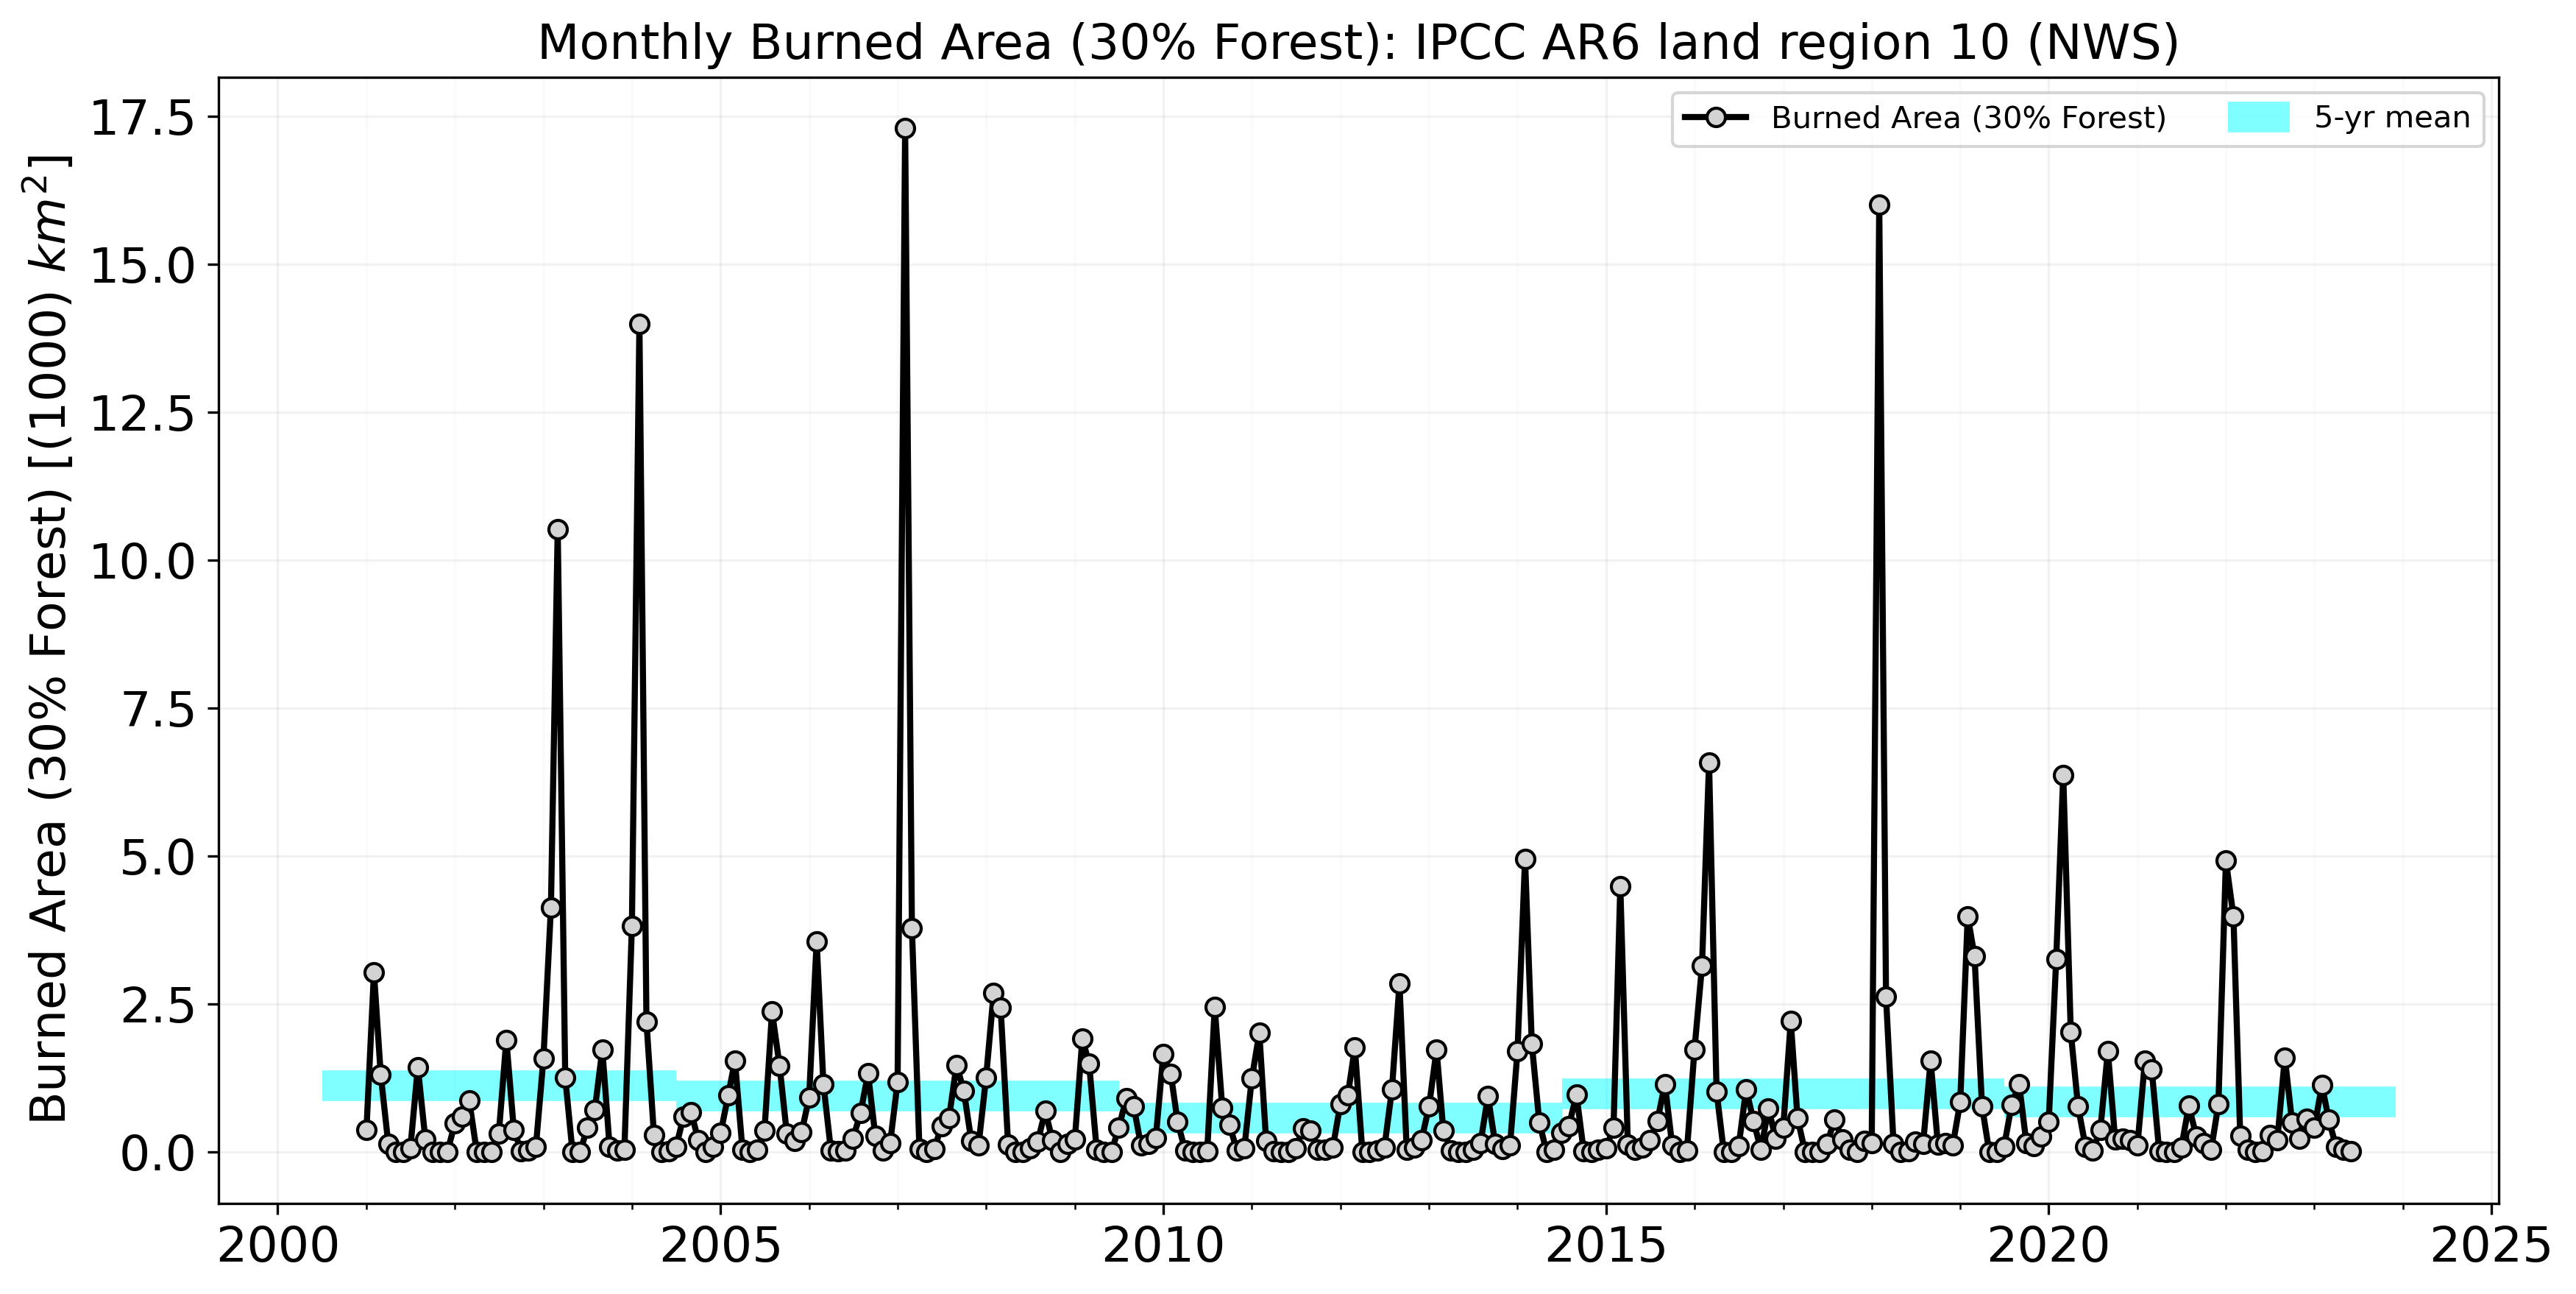 Monthly Burned Area (30% Forest): IPCC AR6 land region 10 (NWS)
Burned Area (30% Forest) [(1000) km²]
Burned Area (30% Forest)
5-yr mean
17.5
15.0
12.5
10.0
7.5
5.0
2.5
0.0
2000 2005 2010 2015 2020 2025